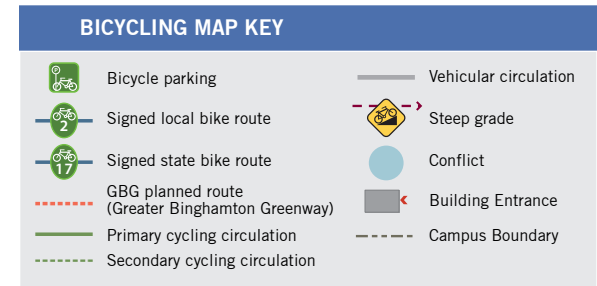 BICYCLING MAP KEY
P
Bicycle parking
2
Signed local bike route
17
Signed state bike route
GBG planned route
(Greater Binghamton Greenway)
Primary cycling circulation
Secondary cycling circulation
Vehicular circulation
Steep grade
Conflict
Building Entrance
Campus Boundary